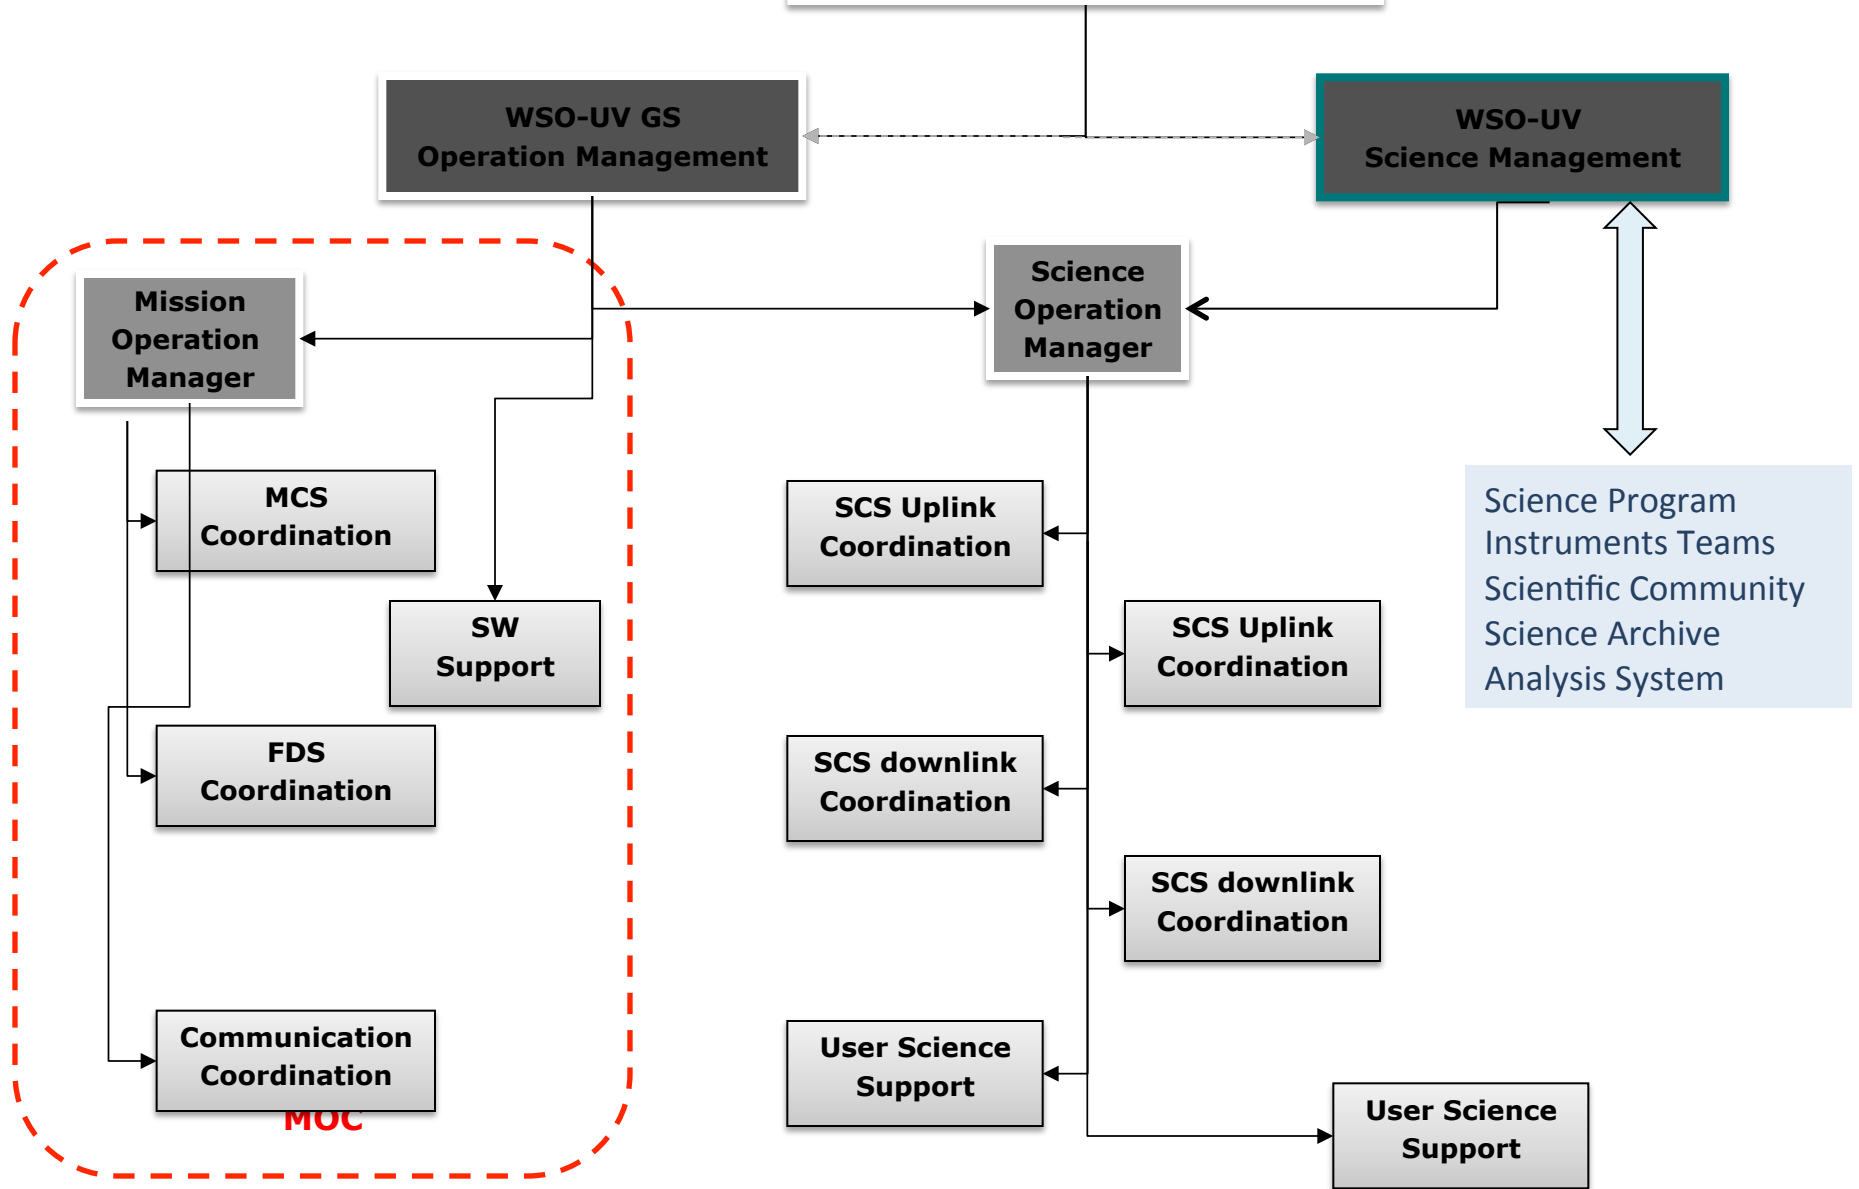 WSO-UV GS
Operation Management
WSO-UV
Science Management
Mission
Operation
Manager
Science
Operation
Manager
MCS
Coordination
SW
Support
FDS
Coordination
Communication
Coordination
MOC
SCS Uplink
Coordination
SCS Uplink
Coordination
SCS downlink
Coordination
SCS downlink
Coordination
User Science
Support
User Science
Support
Science Program
Instruments Teams
Scientific Community
Science Archive
Analysis System